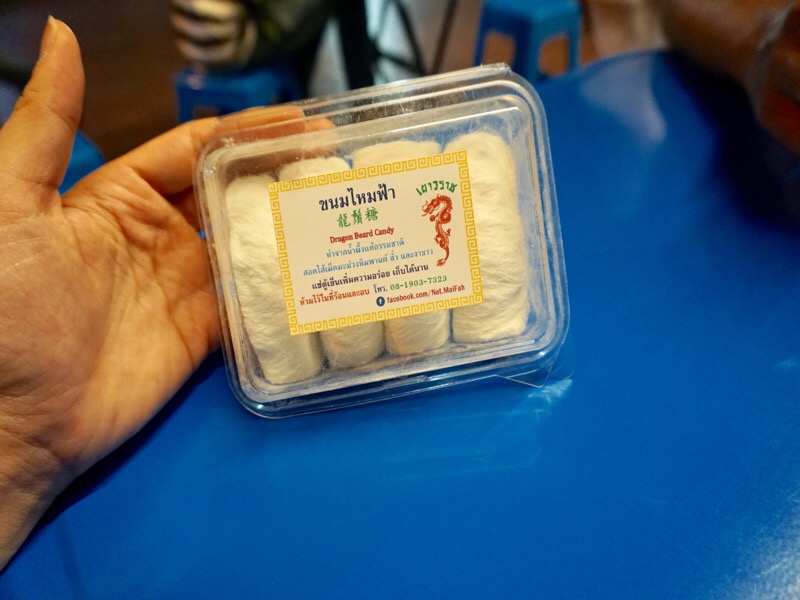 ขนมไหมฟ้า
เยาวราช
龍鬚糖
Dragon Beard Candy
ทำจากน้ำผึ้งแท้ธรรมชาติ
สอดไส้เม็ดมะม่วงหิมพานต์ ถั่ว และงาขาว
แช่ตู้เย็นเพิ่มความอร่อย เก็บได้นาน
ห้ามไว้ในที่ร้อนและอบ โทร. 08-1903-7323
facebook.com/Nat.MaiFah